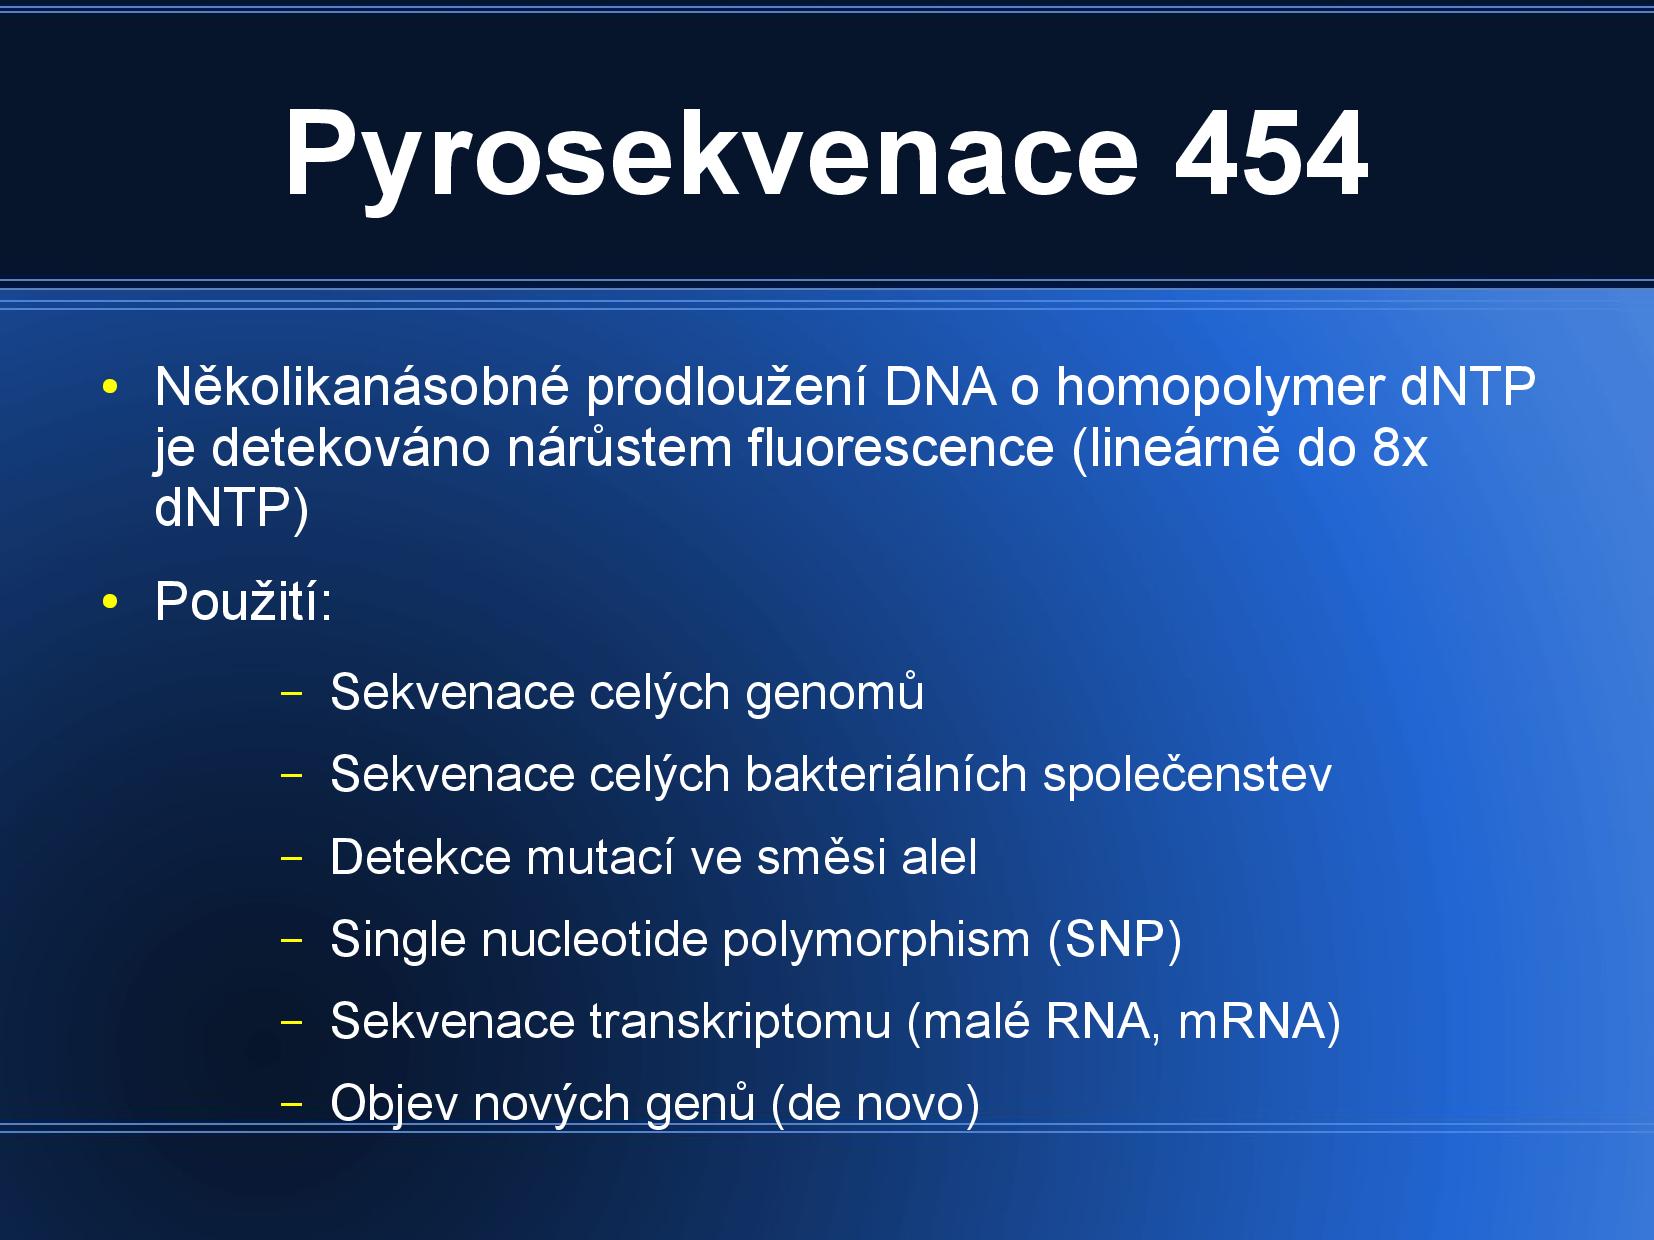 Pyrosekvenace 454
● Několikanásobné prodloužení DNA o homopolymer dNTP
je detekováno nárůstem fluorescence (lineárně do 8x
dNTP)
● Použití:
– Sekvenace celých genomů
– Sekvenace celých bakteriálních společenstev
– Detekce mutací ve směsi alel
– Single nucleotide polymorphism (SNP)
– Sekvenace transkriptomu (malé RNA, mRNA)
– Objev nových genů (de novo)